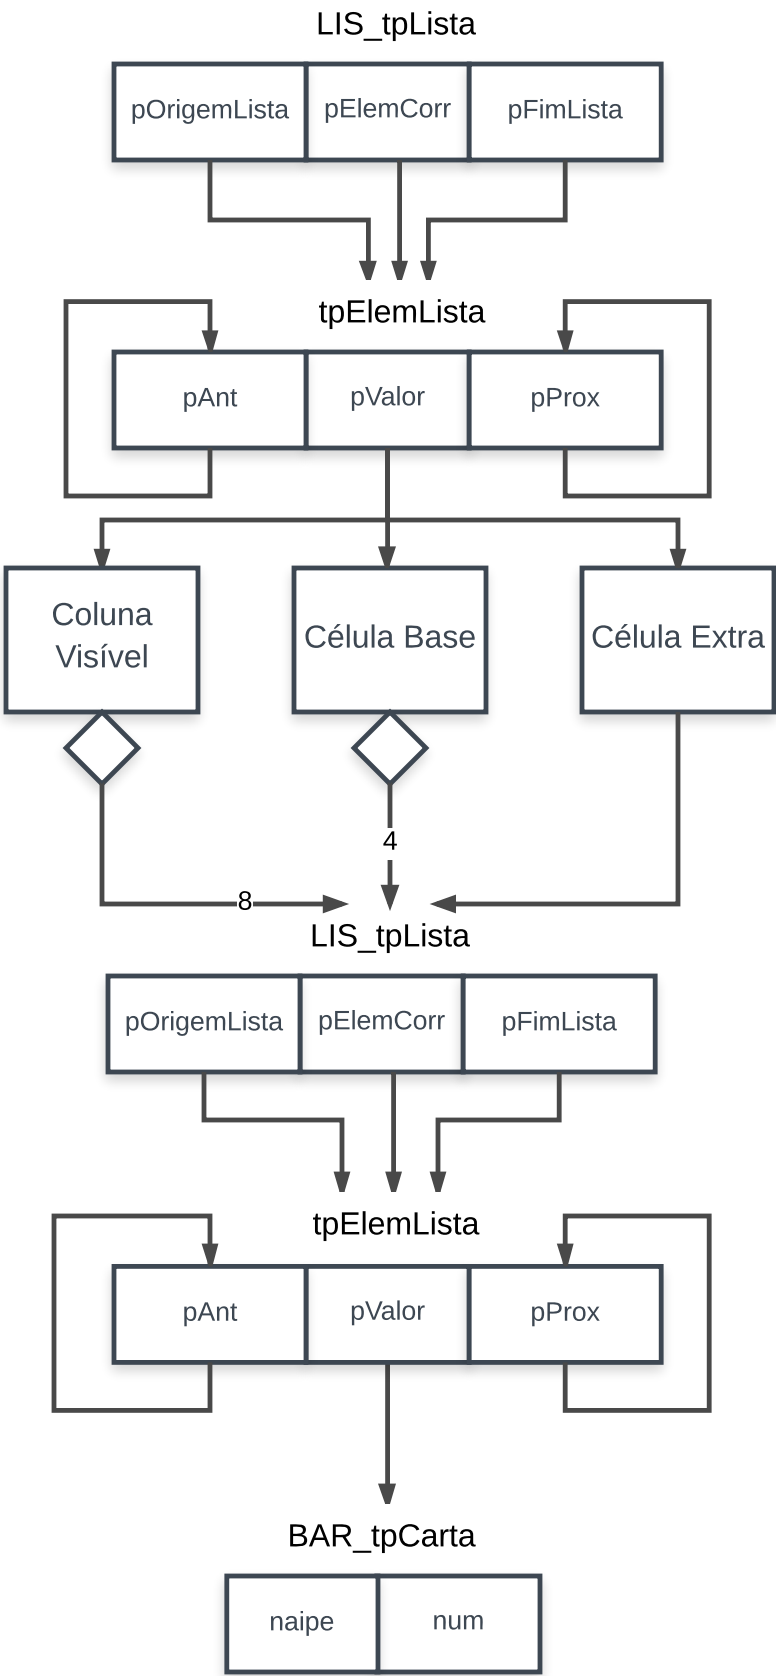 LIS_tpLista
pOrigemLista pElemCorr pFimLista
tpElemLista
pAnt pValor pProx
Coluna
Visível
Célula Base
Célula Extra
4
8
LIS_tpLista
pOrigemLista pElemCorr pFimLista
tpElemLista
pAnt pValor pProx
BAR_tpCarta
naipe num